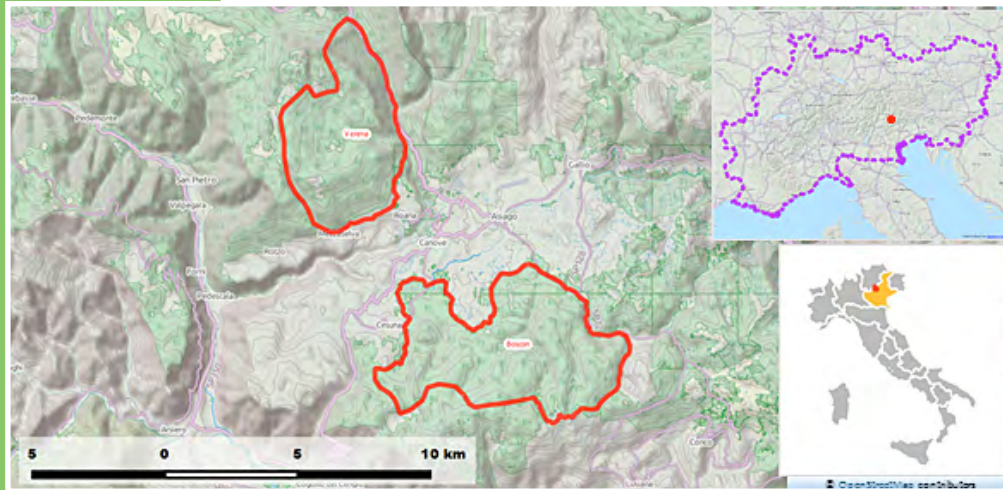 Pedemonte
Verena
San Pietro
Valpegara
Gallio
Roana
Asiago
Canove
Rotzo
Forni
Pedescala
Cesuna
Boscon
Arsiero
Conco
5 0 5 10 km
© OpenStreetMap contributors